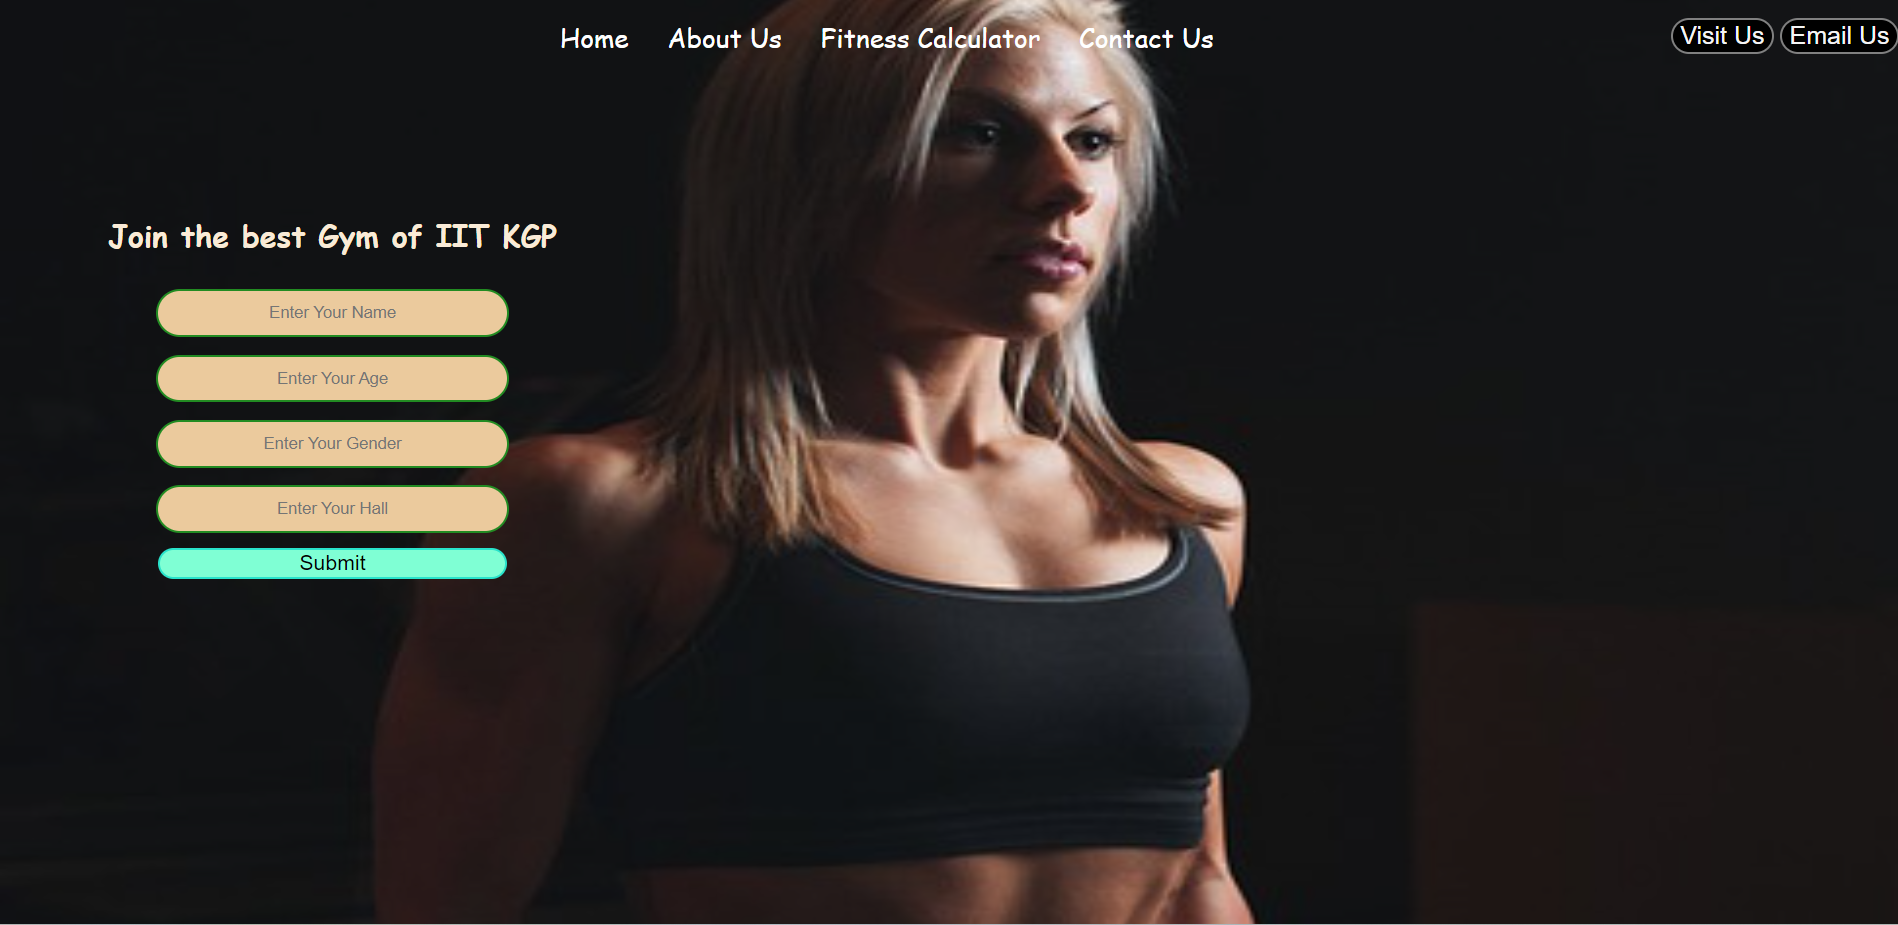 Home About Us Fitness Calculator Contact Us Visit Us Email Us
Join the best Gym of IIT KGP
Enter Your Name
Enter Your Age
Enter Your Gender
Enter Your Hall
Submit